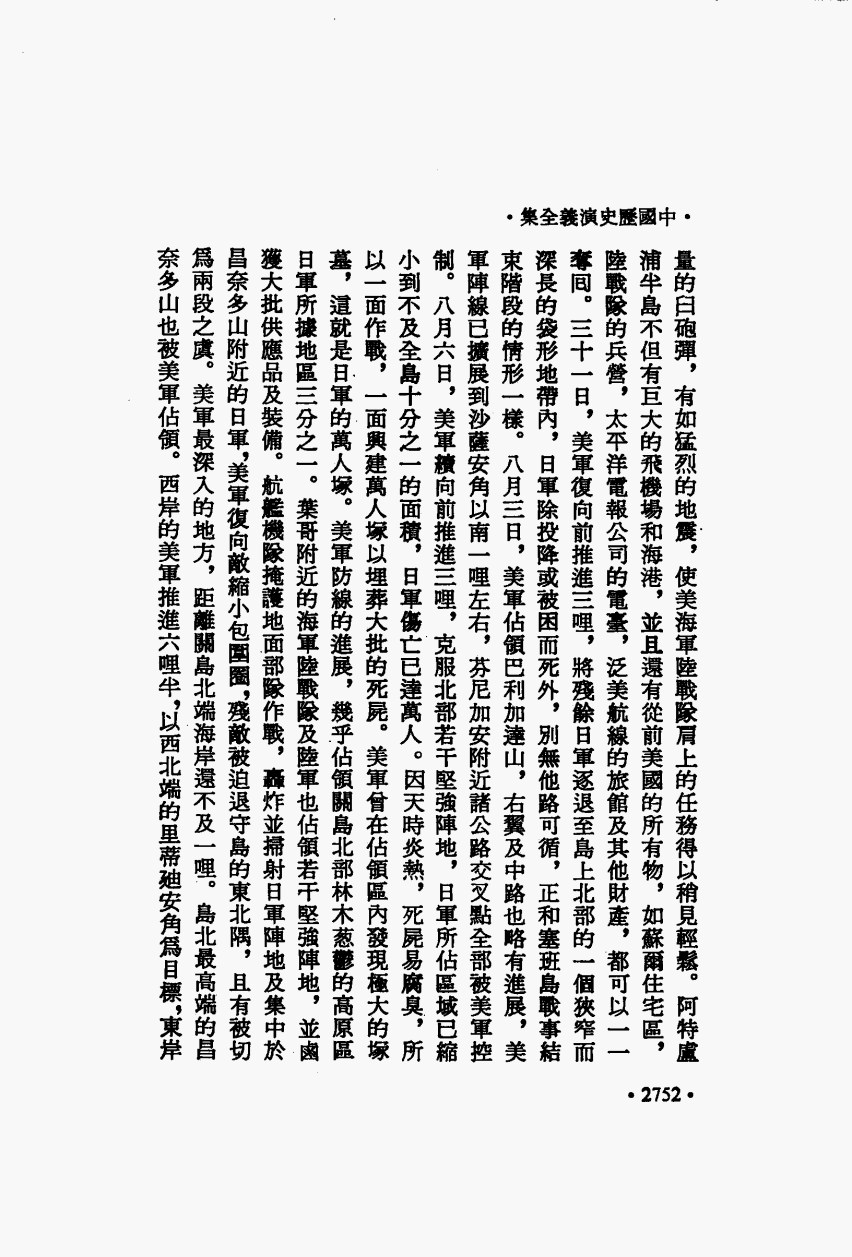 ·中國歷史演義全集·
量的臼砲彈，有如猛烈的地震，使美海軍陸戰隊肩上的任務得以稍見輕鬆。阿特盧
浦半島不但有巨大的飛機場和海港，並且還有從前美國的所有物，如蘇爾住宅區，
陸戰隊的兵營，太平洋電報公司的電臺，泛美航線的旅館及其他財產，都可以一一
奪回。三十一日，美軍復向前推進三哩，將殘餘日軍逐退至島上北部的一個狹窄而
深長的袋形地帶內，日軍除投降或被困而死外，別無他路可循，正和塞班島戰事結
束階段的情形一樣。八月三日，美軍佔領巴利加達山，右翼及中路也略有進展，美
軍陣線已擴展到沙薩安角以南一哩左右，芬尼加安附近諸公路交叉點全部被美軍控
制。八月六日，美軍續向前推進三哩，克服北部若干堅強陣地，日軍所佔區域已縮
小到不及全島十分之一的面積，日軍傷亡已達萬人。因天時炎熱，死屍易腐臭，所
以一面作戰，一面興建萬人塚以埋葬大批的死屍。美軍曾在佔領區內發現極大的塚
墓，這就是日軍的萬人塚。美軍防線的進展，幾乎佔領關島北部林木葱鬱的高原區
日軍所據地區三分之一。葉哥附近的海軍陸戰隊及陸軍也佔領若干堅強陣地，並鹵
獲大批供應品及裝備。航艦機隊掩護地面部隊作戰，轟炸並掃射日軍陣地及集中於
昌奈多山附近的日軍，美軍復向敵縮小包圍圈，殘敵被迫退守島的東北隅，且有被切
爲兩段之虞。美軍最深入的地方，距離關島北端海岸還不及一哩。島北最高端的昌
奈多山也被美軍佔領。西岸的美軍推進六哩半，以西北端的里蒂廸安角爲目標，東岸
·2752·